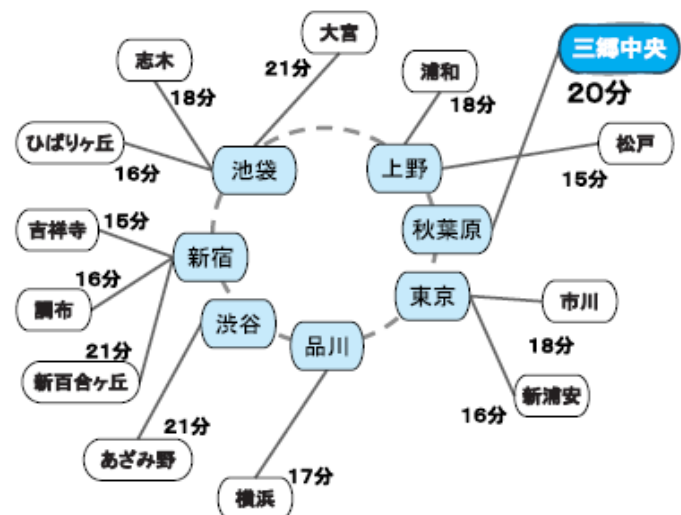 大宮
21分
志木
18分
ひばりヶ丘
16分
池袋
浦和
18分
上野
三郷中央
20分
松戸
15分
秋葉原
吉祥寺
15分
新宿
調布
16分
新百合ヶ丘
21分
渋谷
あざみ野
21分
品川
横浜
17分
東京
市川
18分
新浦安
16分